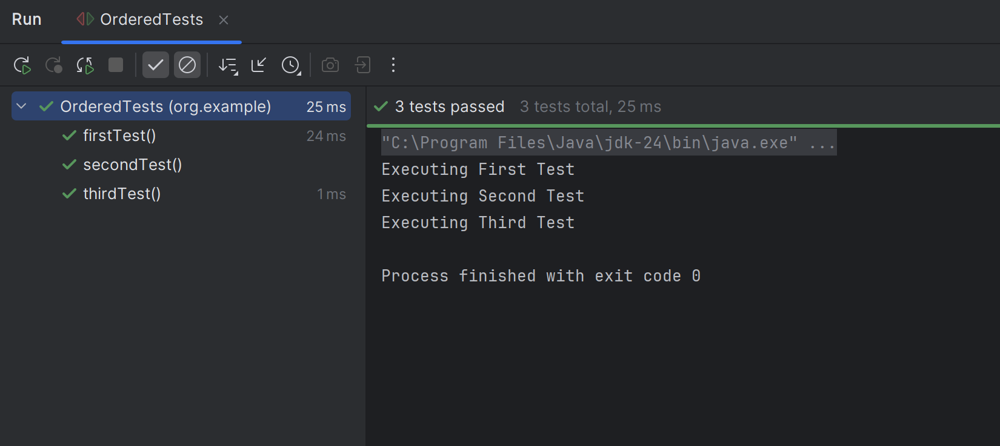 Run OrderedTests
OrderedTests (org.example) 25 ms
firstTest() 24 ms
secondTest()
thirdTest() 1 ms
3 tests passed 3 tests total, 25 ms
"C:\Program Files\Java\jdk-24\bin\java.exe" ...
Executing First Test
Executing Second Test
Executing Third Test
Process finished with exit code 0